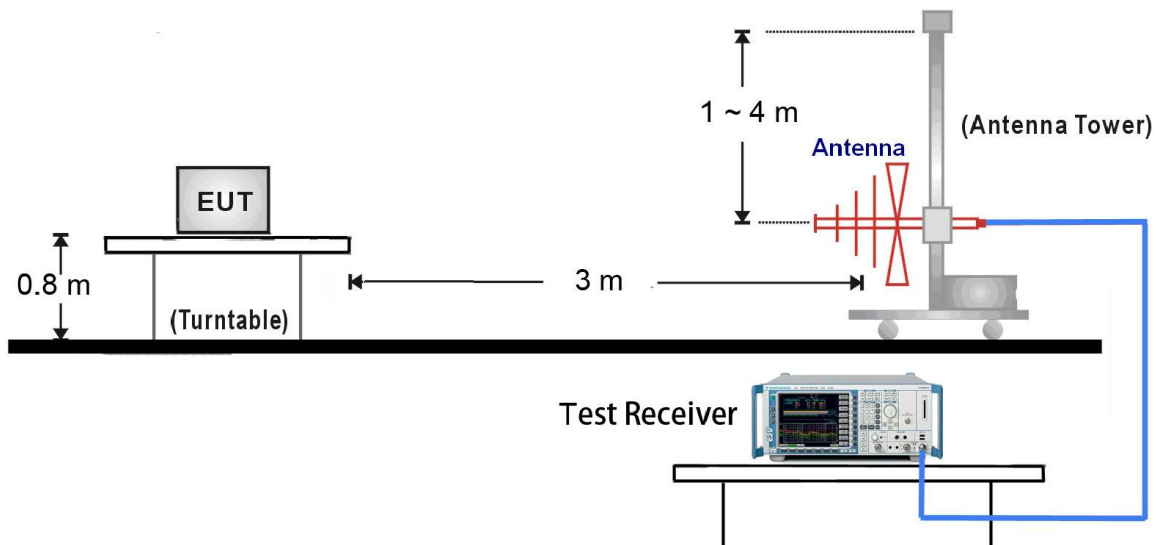 1 ~ 4 m
(Antenna Tower)
Antenna
EUT
0.8 m
3 m
(Turntable)
Test Receiver